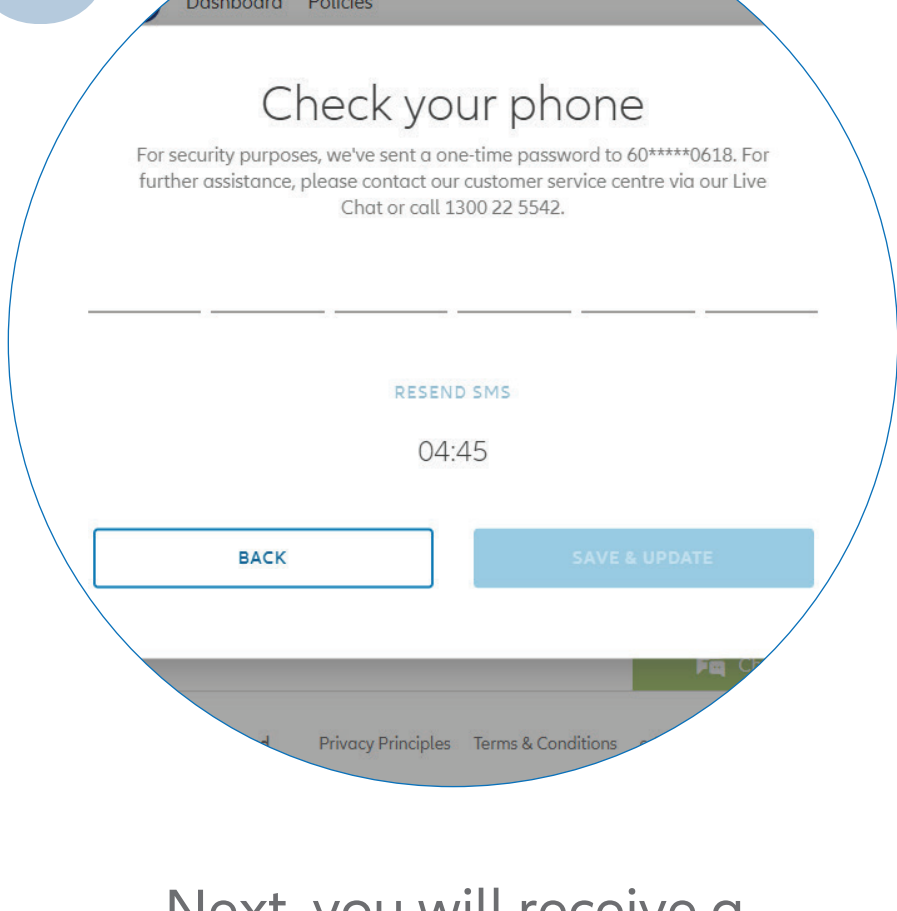 Dashboard Policies
Check your phone
For security purposes, we've sent a one-time password to 60*****0618. For
further assistance, please contact our customer service centre via our Live
Chat or call 1300 22 5542.
RESEND SMS
04:45
BACK SAVE & UPDATE
Privacy Principles Terms & Conditions
Next, you will receive a